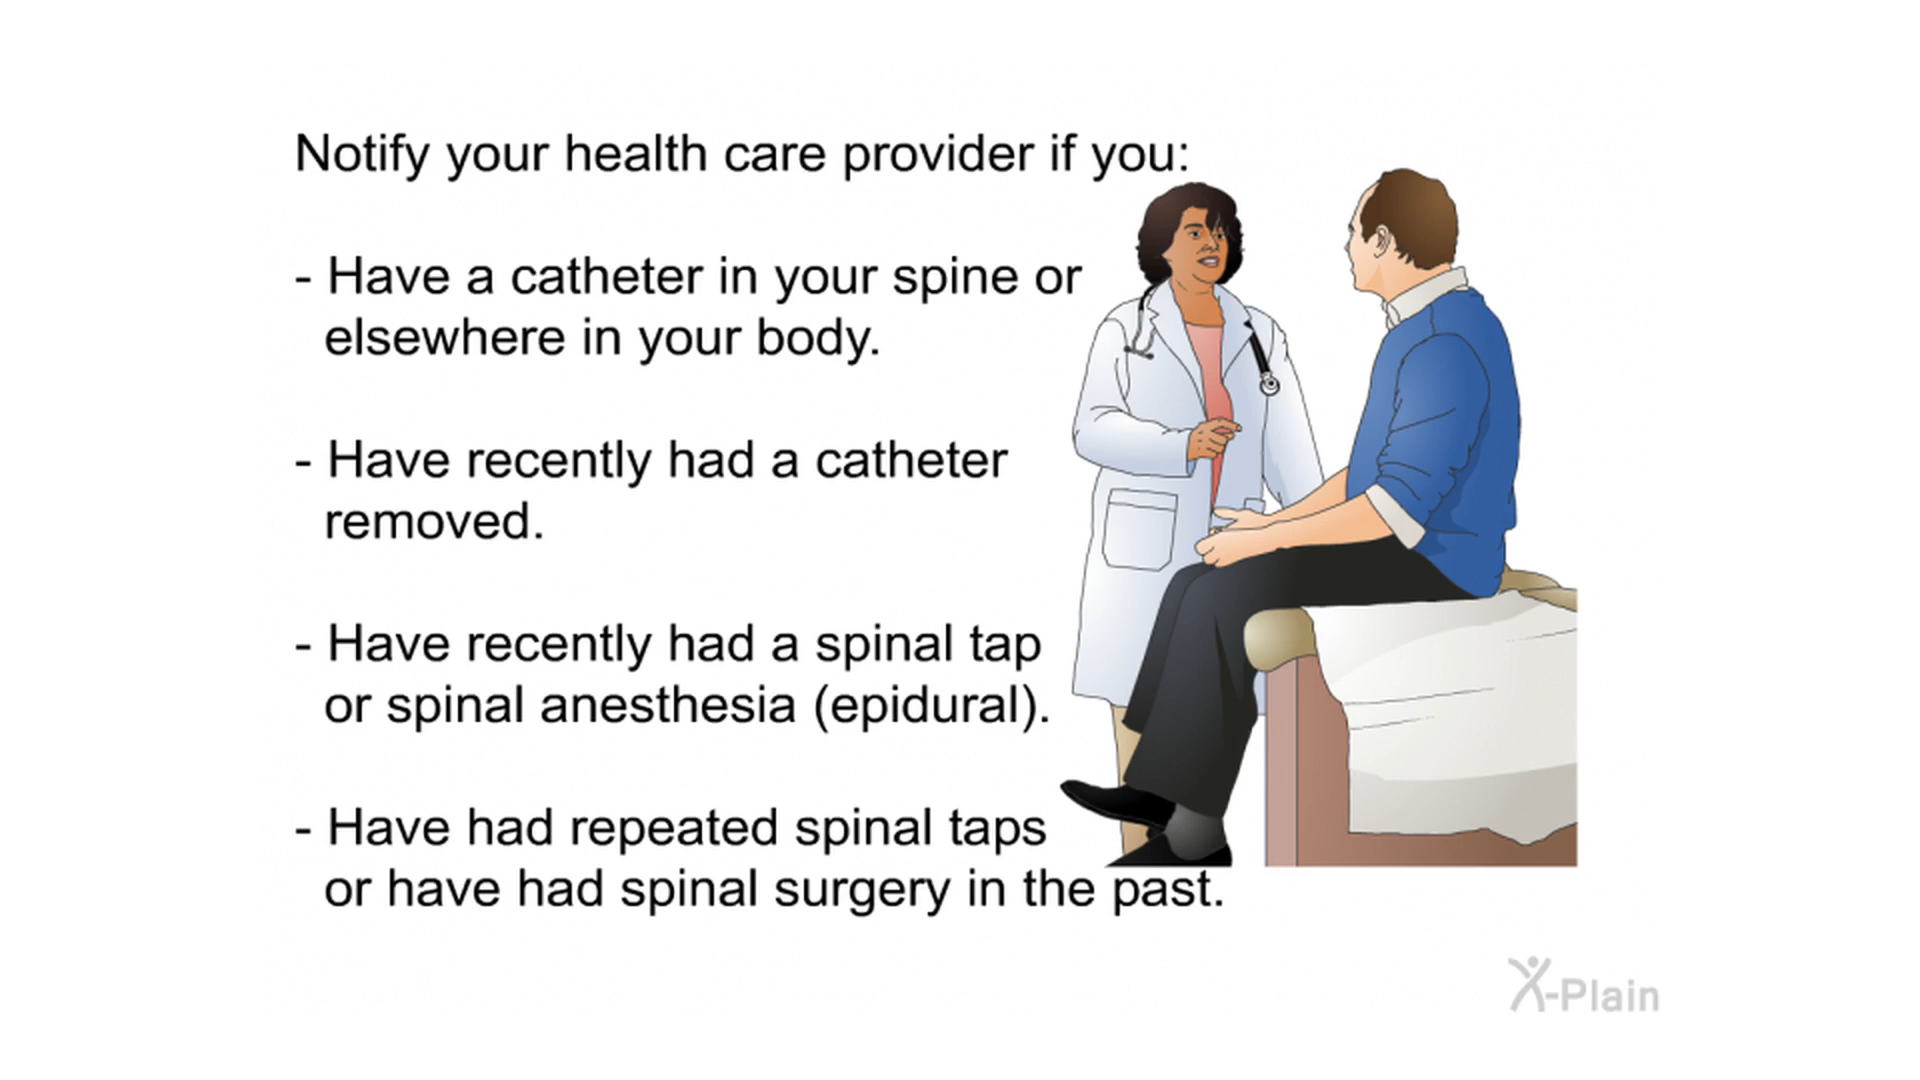 Notify your health care provider if you:
- Have a catheter in your spine or
elsewhere in your body.
- Have recently had a catheter
removed.
- Have recently had a spinal tap
or spinal anesthesia (epidural).
- Have had repeated spinal taps
or have had spinal surgery in the past.
X-Plain